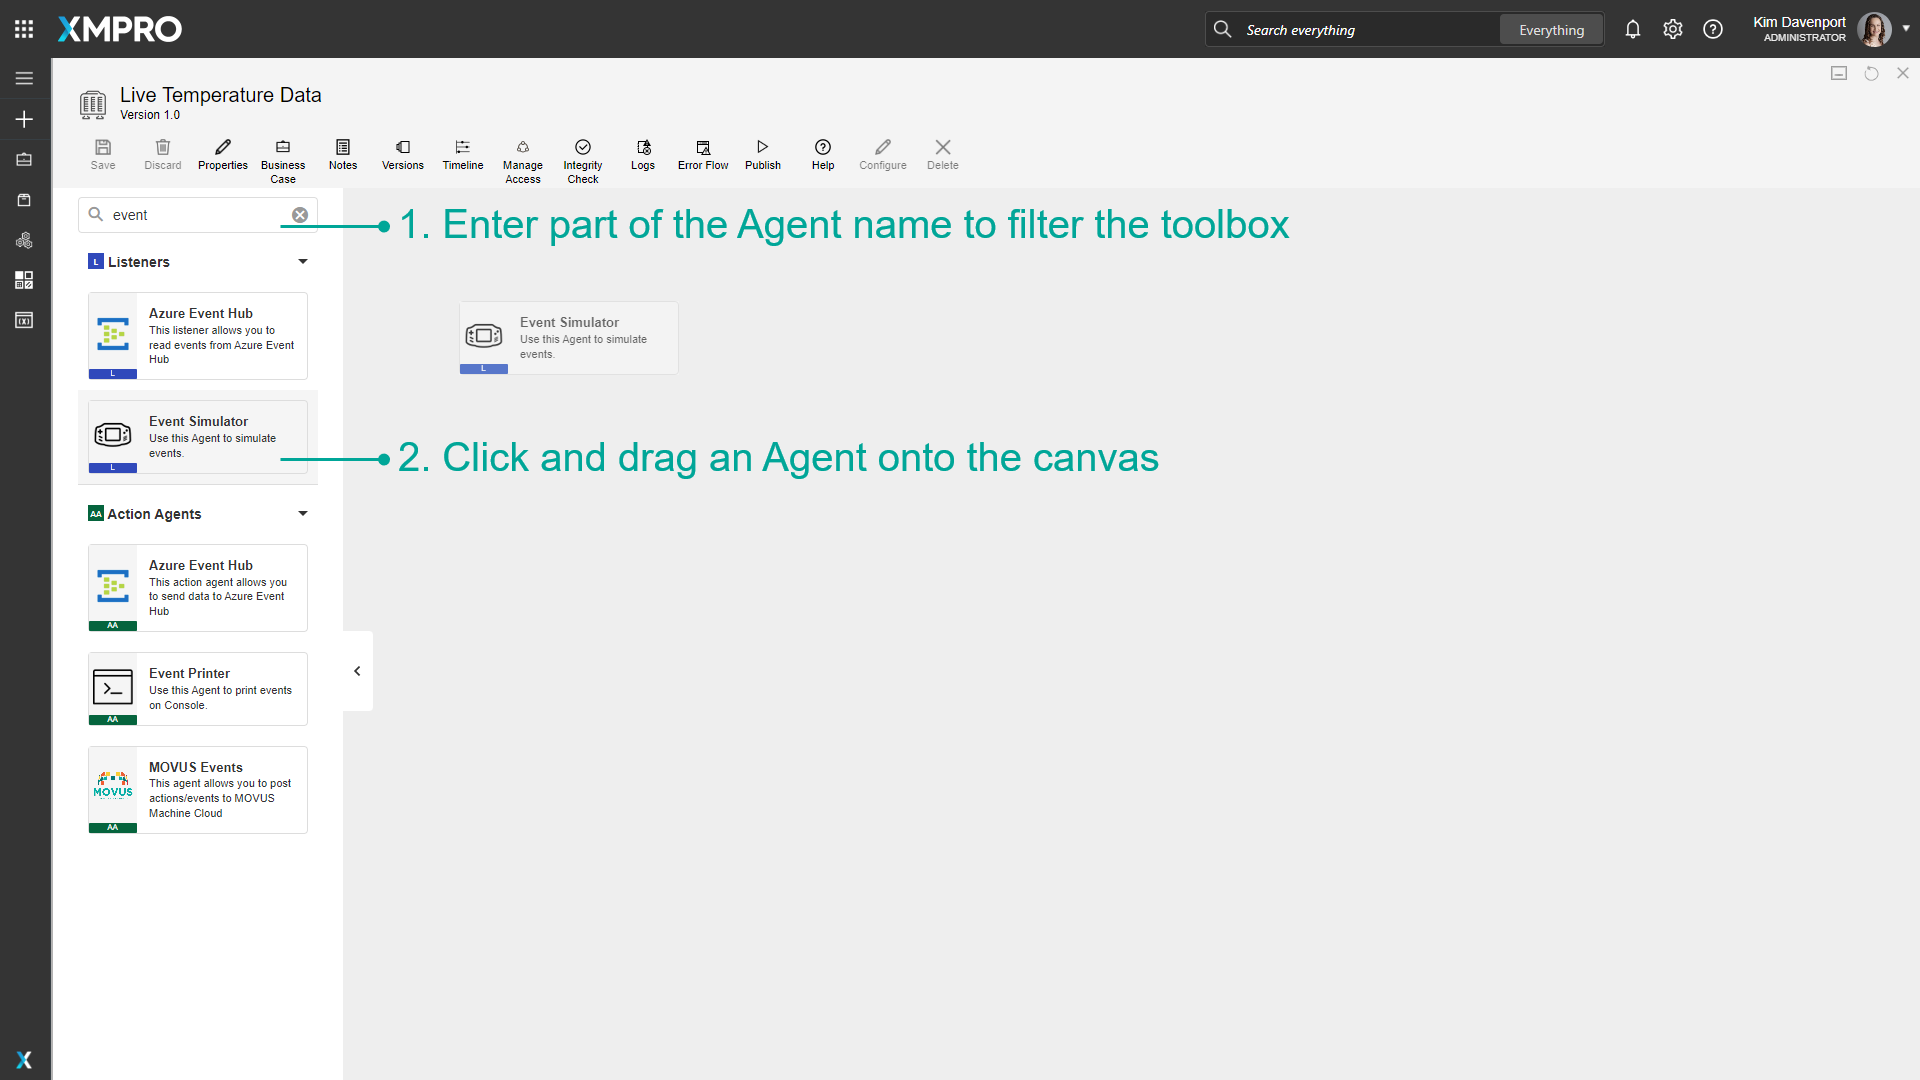 XMPRO
Search everything
Everything
Kim Davenport
ADMINISTRATOR
Live Temperature Data
Version 1.0
Save
Discard
Properties
Business
Case
Notes
Versions
Timeline
Manage
Access
Integrity
Check
Logs
Error Flow
Publish
Help
Configure
Delete
event
1. Enter part of the Agent name to filter the toolbox
L Listeners
Azure Event Hub
This listener allows you to
read events from Azure Event
Hub
L
Event Simulator
Use this Agent to simulate
events.
L
Event Simulator
Use this Agent to simulate
events.
L
2. Click and drag an Agent onto the canvas
AA Action Agents
Azure Event Hub
This action agent allows you
to send data to Azure Event
Hub
AA
Event Printer
Use this Agent to print events
on Console.
AA
MOVUS Events
This agent allows you to post
actions/events to MOVUS
Machine Cloud
MOVUS
AA
X